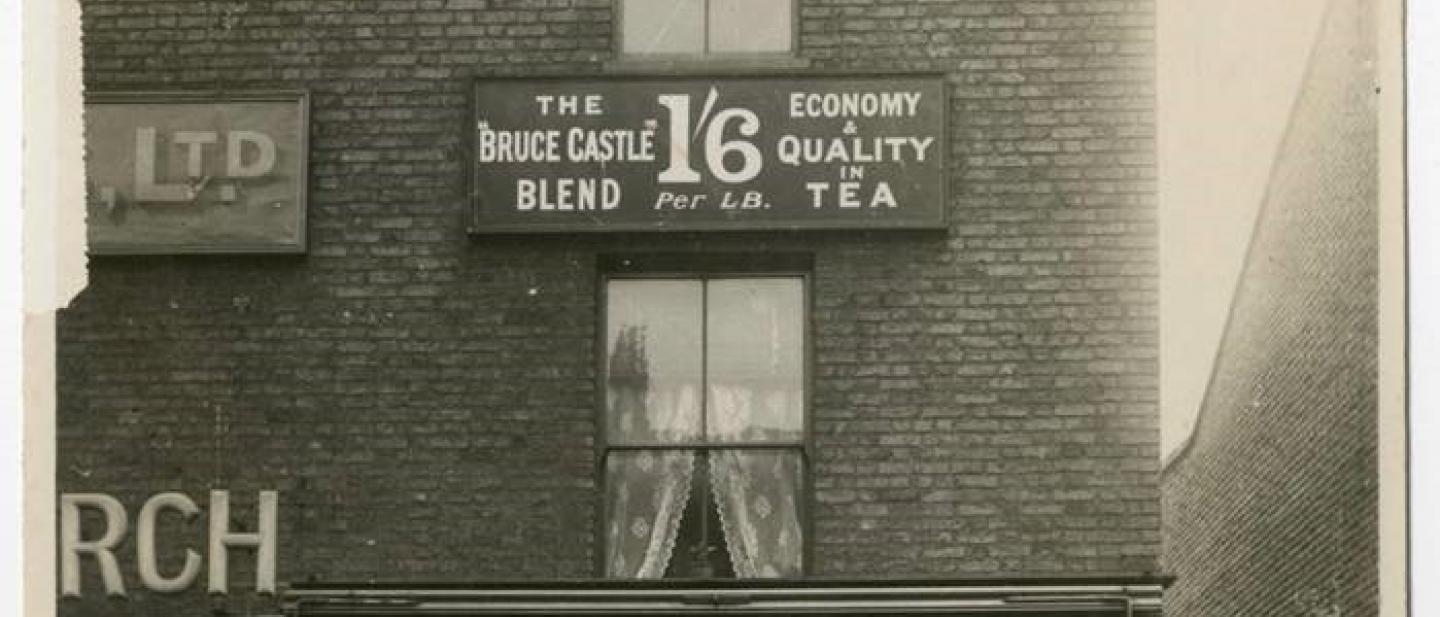 , LTD.
THE
"BRUCE CASTLE"
BLEND
1/6
Per LB.
ECONOMY
&
QUALITY
IN
TEA
RCH